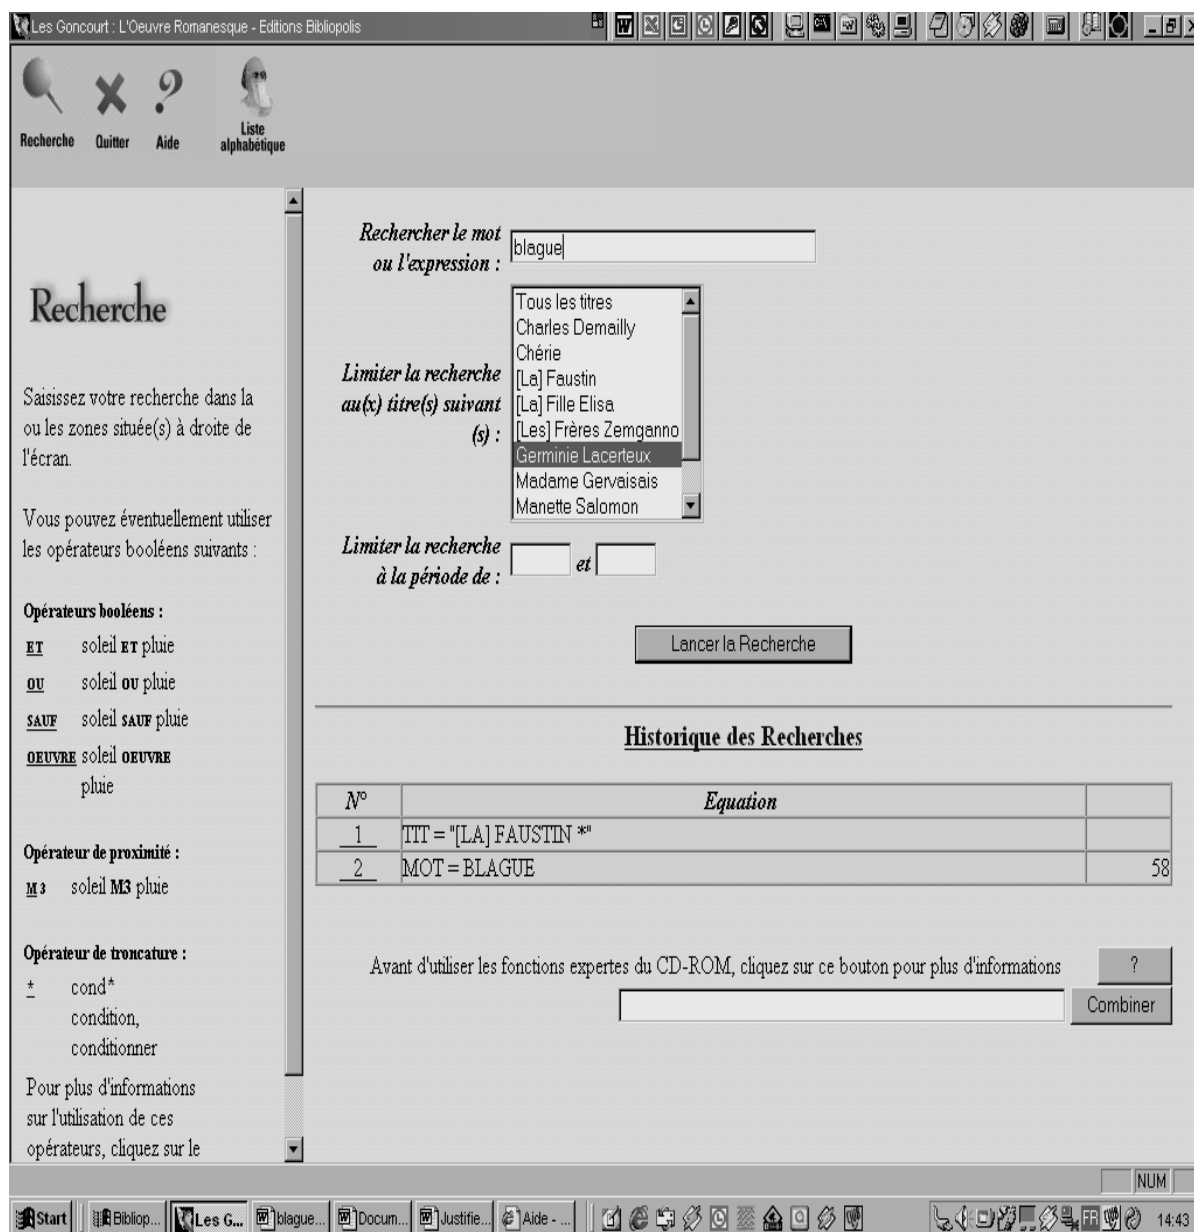 Les Goncourt : L'Oeuvre Romanesque - Editions Bibliopolis
Recherche
Quitter
Aide
Liste
alphabétique
Recherche
Saisissez votre recherche dans la
ou les zones située(s) à droite de
l'écran.
Vous pouvez éventuellement utiliser
les opérateurs booléens suivants :
Opérateurs booléens :
ET soleil ET pluie
OU soleil OU pluie
SAUF soleil SAUF pluie
OEUVRE soleil OEUVRE
pluie
Opérateur de proximité :
M3 soleil M3 pluie
Opérateur de troncature :
* cond*
condition,
conditionner
Pour plus d'informations
sur l'utilisation de ces
opérateurs, cliquez sur le
Rechercher le mot
ou l'expression :
blague
Limiter la recherche
au(x) titre(s) suivant
(s) :
Tous les titres
Charles Demailly
Chérie
[La] Faustin
[La] Fille Elisa
[Les] Frères Zemganno
Germinie Lacerteux
Madame Gervaisais
Manette Salomon
Limiter la recherche
à la période de :
et
Lancer la Recherche
Historique des Recherches
N° Equation
1 TIT = "[LA] FAUSTIN *"
2 MOT = BLAGUE 58
Avant d'utiliser les fonctions expertes du CD-ROM, cliquez sur ce bouton pour plus d'informations ?
Combiner
NUM
Start Bibliop... Les G... blague... Docum... Justifie... Aide - ... FR 14:43